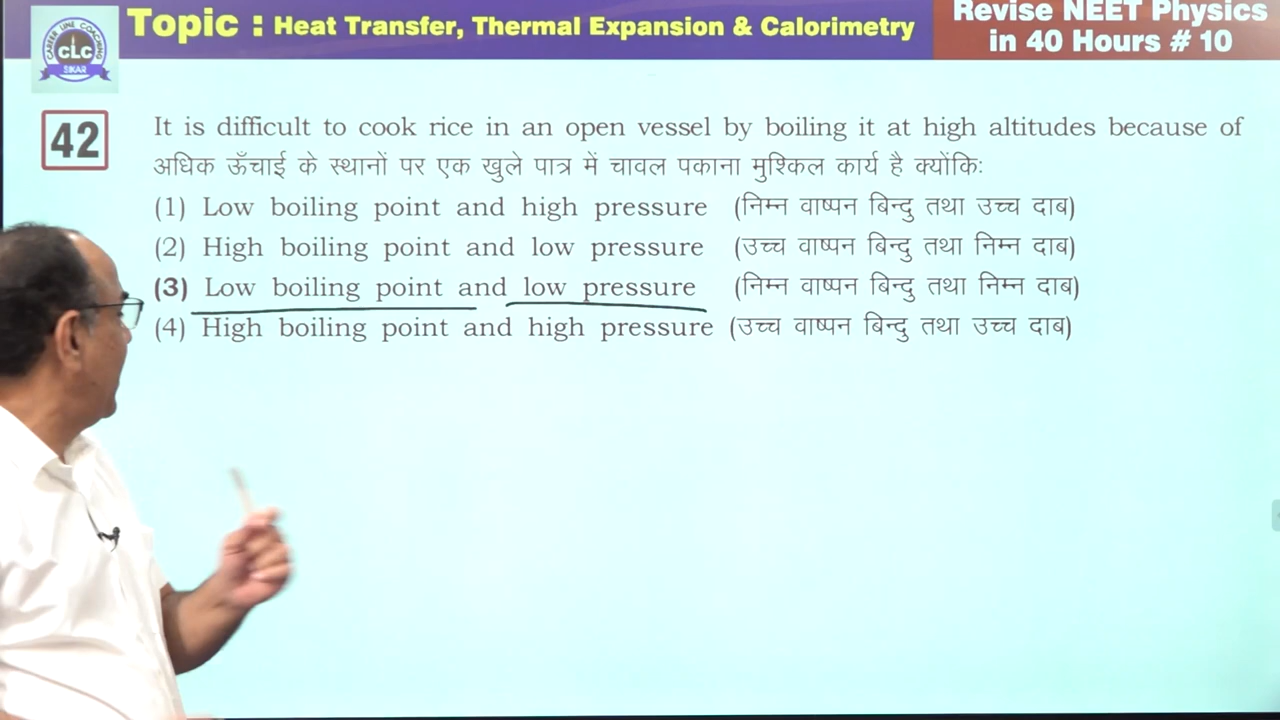 CAREER LINE COACHING
CLC
SIKAR
Topic : Heat Transfer, Thermal Expansion & Calorimetry
Revise NEET Physics
in 40 Hours # 10
42
It is difficult to cook rice in an open vessel by boiling it at high altitudes because of
अधिक ऊँचाई के स्थानों पर एक खुले पात्र में चावल पकाना मुश्किल कार्य है क्योंकिः
(1) Low boiling point and high pressure (निम्न वाष्पन बिन्दु तथा उच्च दाब)
(2) High boiling point and low pressure (उच्च वाष्पन बिन्दु तथा निम्न दाब)
(3) Low boiling point and low pressure (निम्न वाष्पन बिन्दु तथा निम्न दाब)
(4) High boiling point and high pressure (उच्च वाष्पन बिन्दु तथा उच्च दाब)